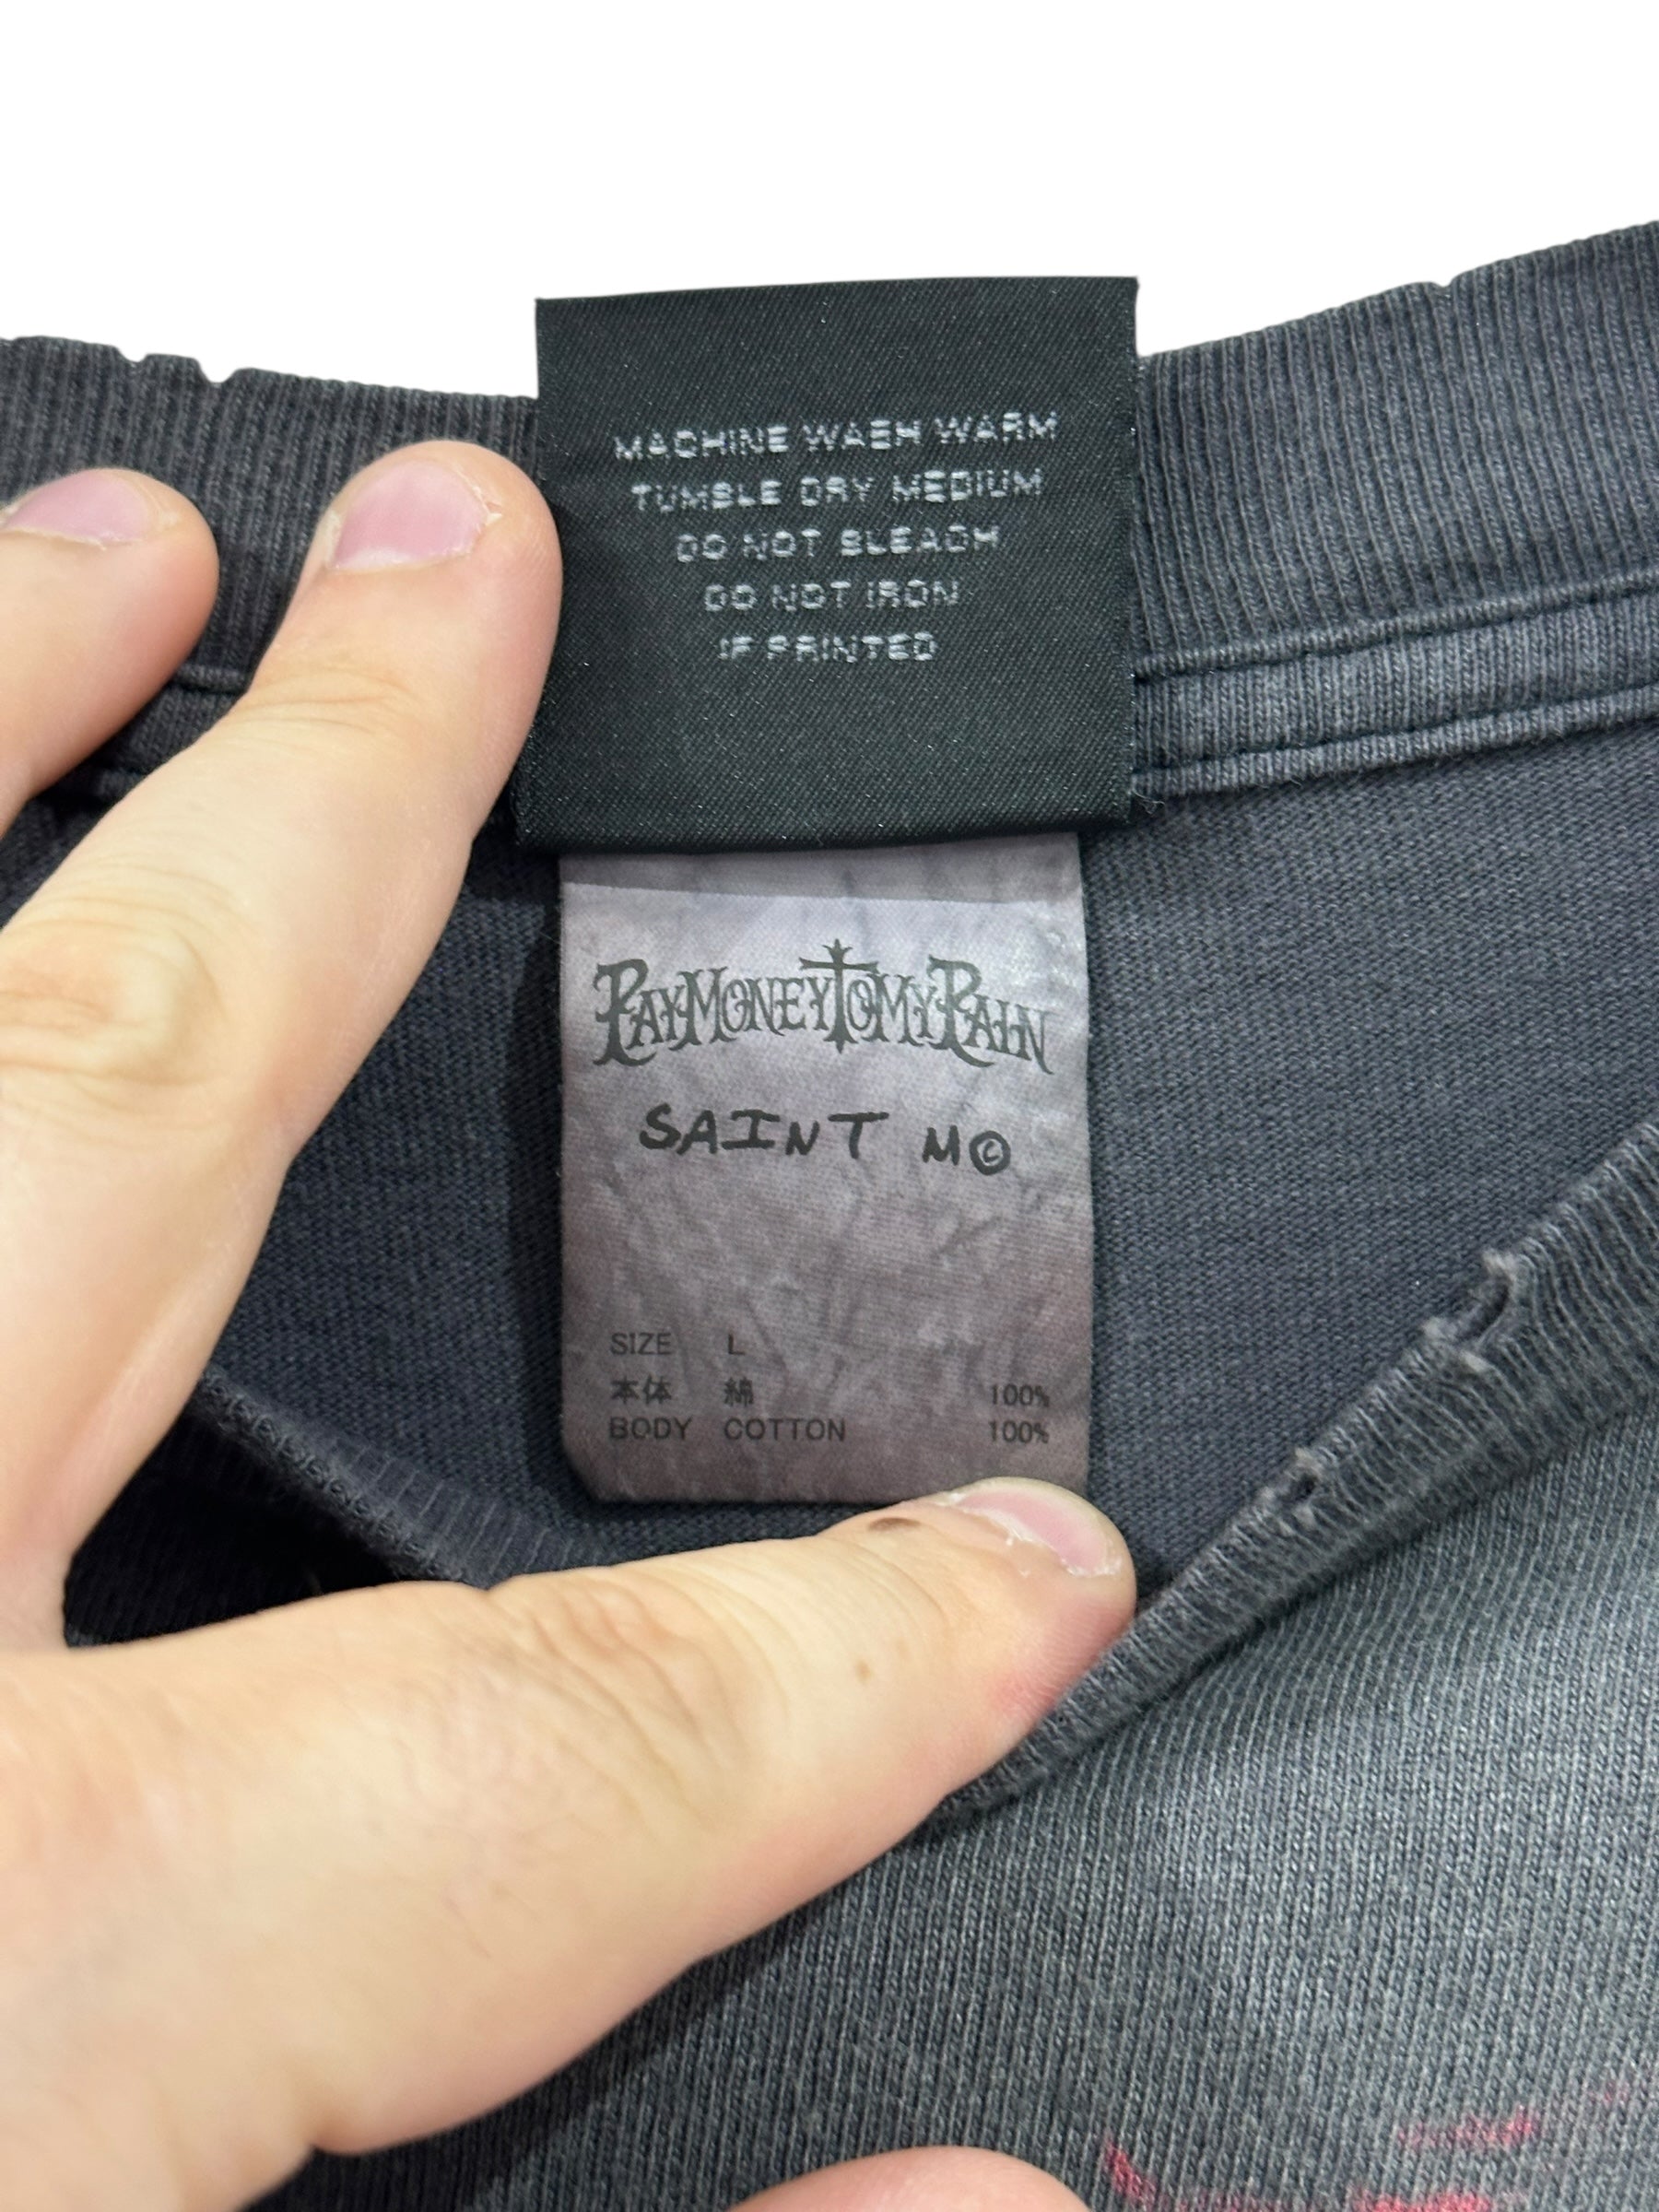 MACHINE WASH WARM
TUMBLE DRY MEDIUM
DO NOT BLEACH
DO NOT IRON
IF PRINTED
PAYMONEYTOMYPAIN
SAINT M©
SIZE L
本体 綿 100%
BODY COTTON 100%